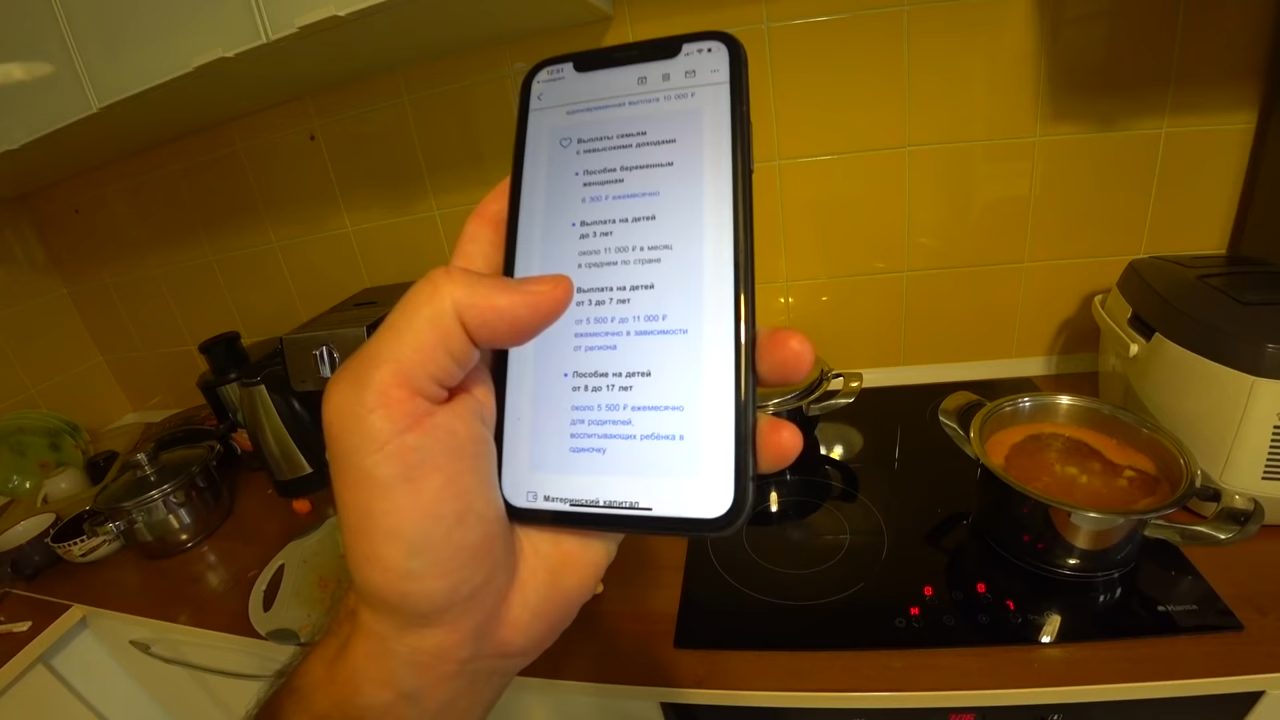 12:51
единовременная выплата 10 000 ₽
Выплаты семьям
с невысокими доходами
Пособие беременным
женщинам
6 300 ₽ ежемесячно
Выплата на детей
до 3 лет
около 11 000 ₽ в месяц
в среднем по стране
Выплата на детей
от 3 до 7 лет
от 5 500 ₽ до 11 000 ₽
ежемесячно в зависимости
от региона
Пособие на детей
от 8 до 17 лет
около 5 500 ₽ ежемесячно
для родителей,
воспитывающих ребёнка в
одиночку
Материнский капитал
Hansa